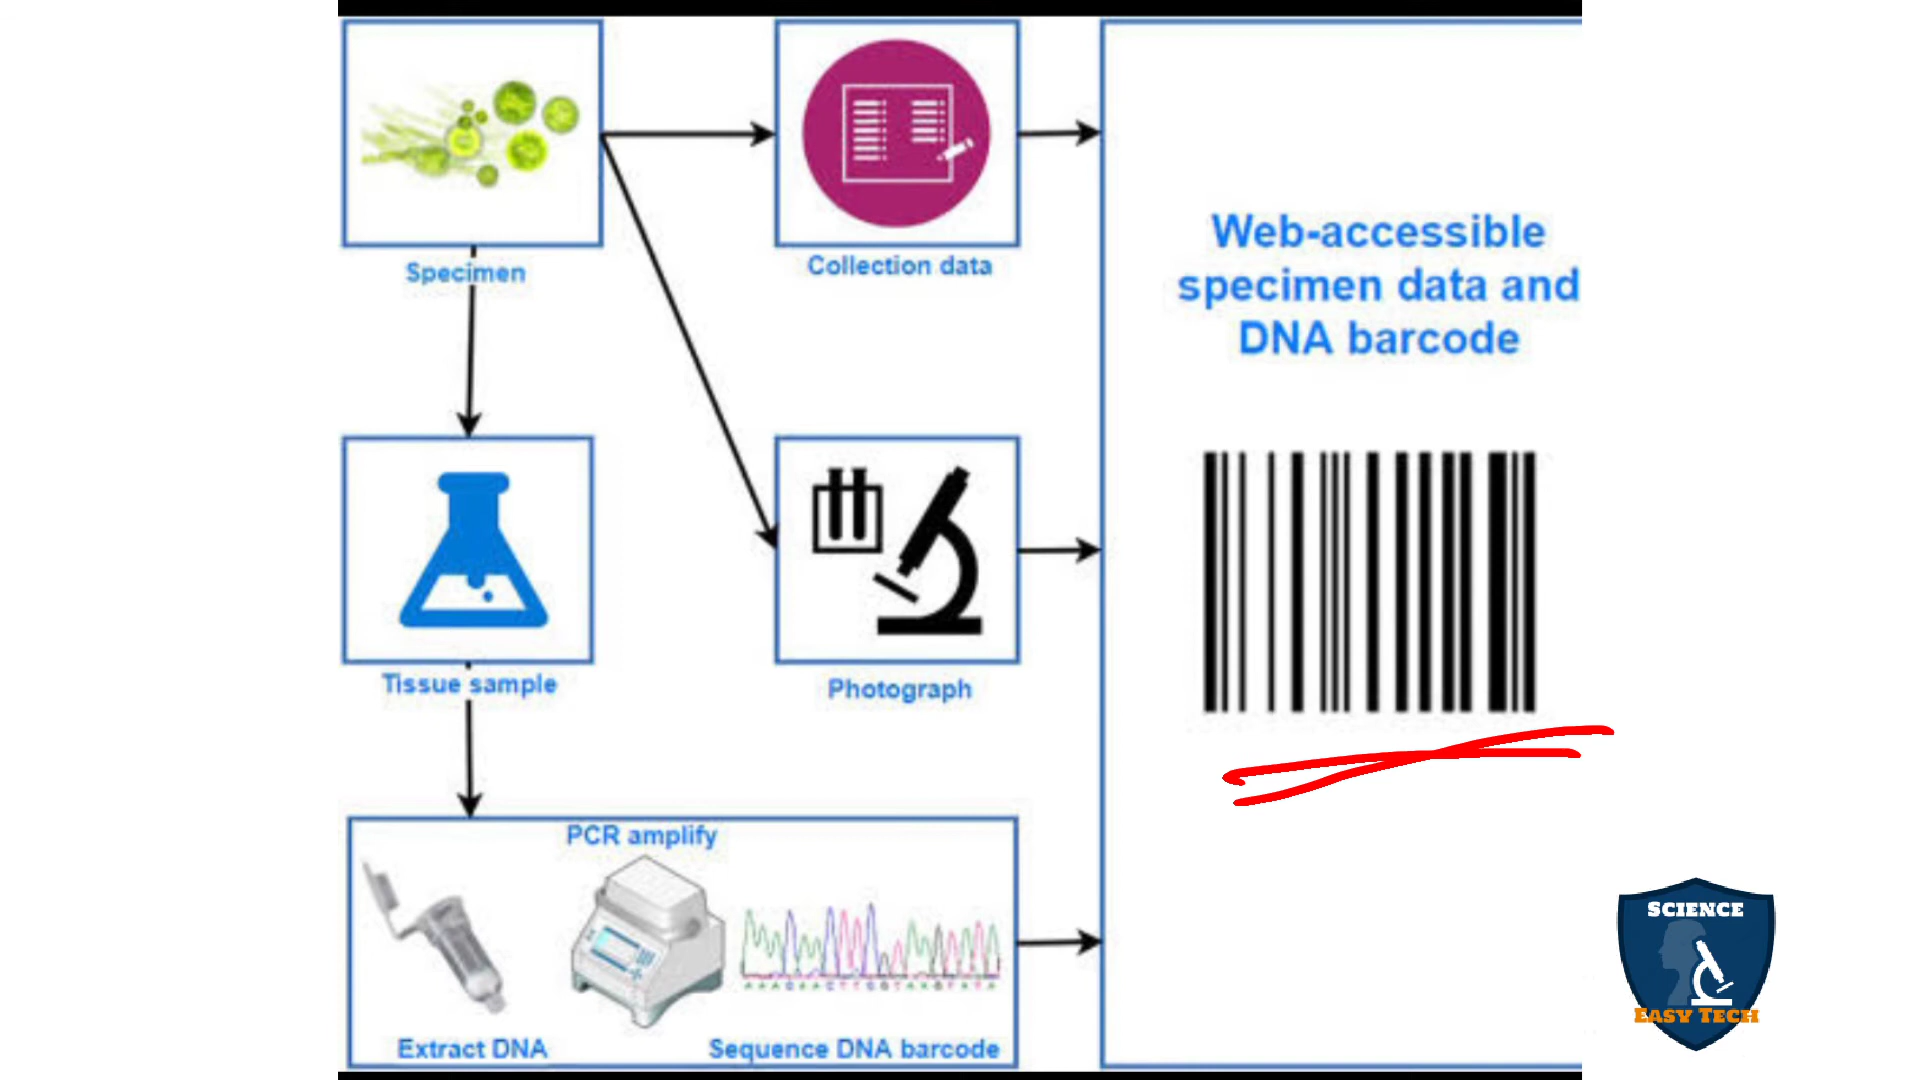 Specimen
Collection data
Web-accessible
specimen data and
DNA barcode
Tissue sample
Photograph
PCR amplify
Extract DNA
Sequence DNA barcode
SCIENCE
EASY TECH